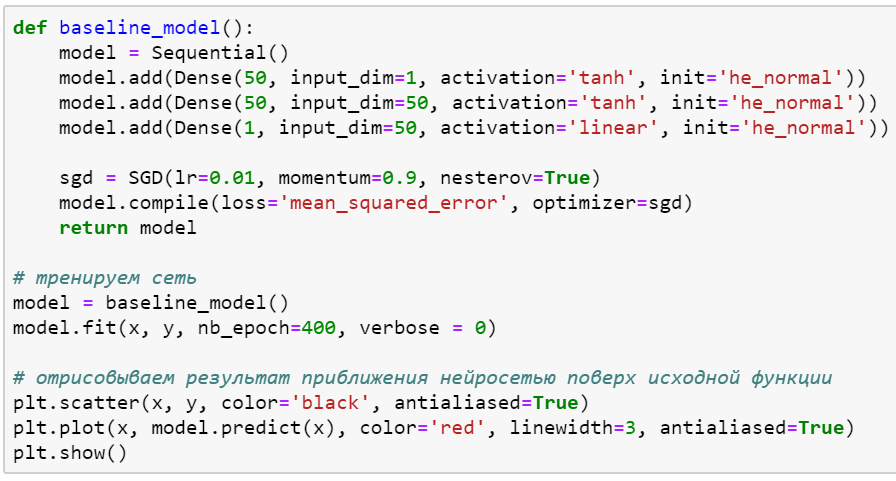 def baseline_model():
    model = Sequential()
    model.add(Dense(50, input_dim=1, activation='tanh', init='he_normal'))
    model.add(Dense(50, input_dim=50, activation='tanh', init='he_normal'))
    model.add(Dense(1, input_dim=50, activation='linear', init='he_normal'))

    sgd = SGD(lr=0.01, momentum=0.9, nesterov=True)
    model.compile(loss='mean_squared_error', optimizer=sgd)
    return model

# тренируем сеть
model = baseline_model()
model.fit(x, y, nb_epoch=400, verbose = 0)

# отрисовываем результат приближения нейросетью поверх исходной функции
plt.scatter(x, y, color='black', antialiased=True)
plt.plot(x, model.predict(x), color='red', linewidth=3, antialiased=True)
plt.show()